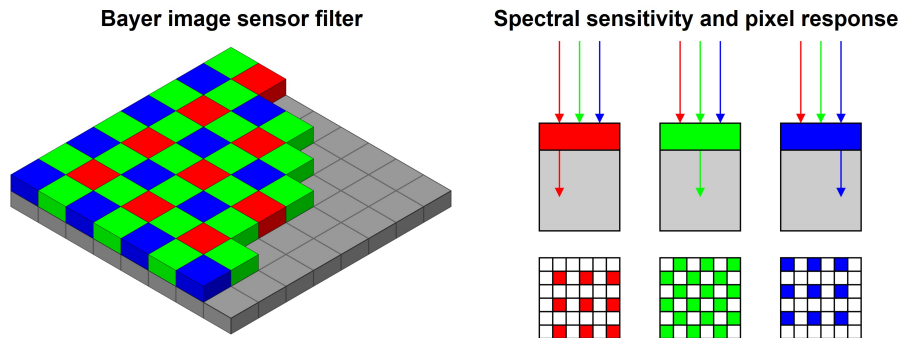 Bayer image sensor filter
Spectral sensitivity and pixel response